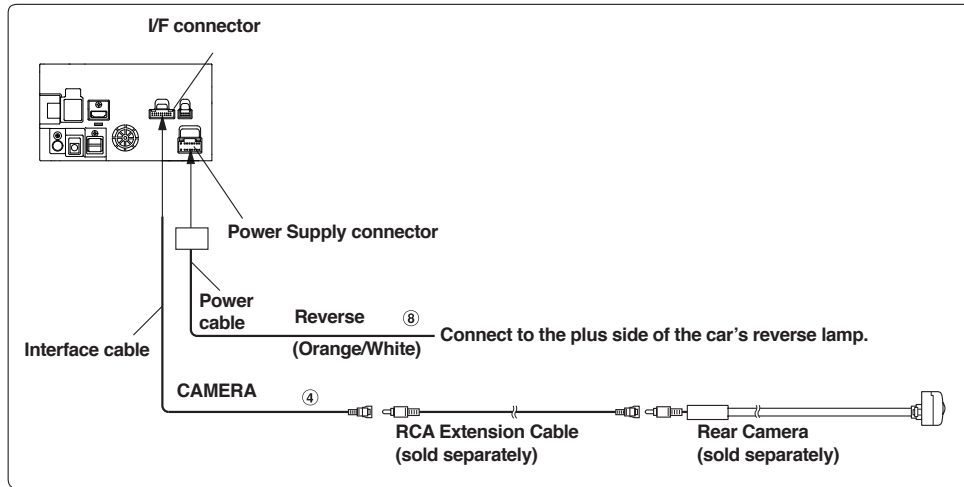 I/F connector
Power Supply connector
Power
cable
Reverse
⑧
(Orange/White)
Connect to the plus side of the car's reverse lamp.
Interface cable
CAMERA
④
RCA Extension Cable
(sold separately)
Rear Camera
(sold separately)